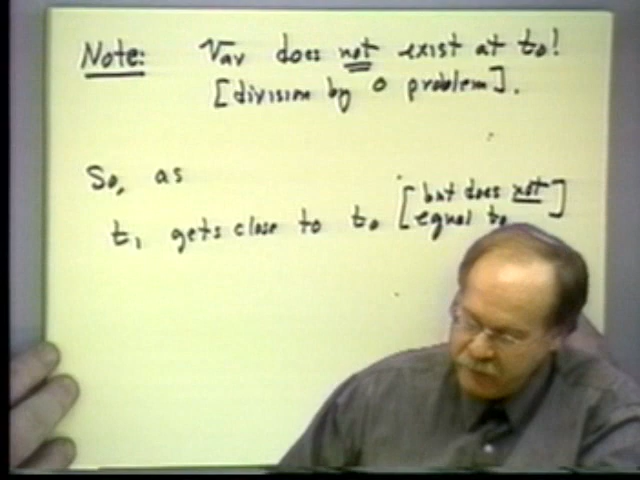 Note: Vav does not exist at t₀!
[division by 0 problem].
So, as
t₁ gets close to t₀ [but does not
equal t₀]